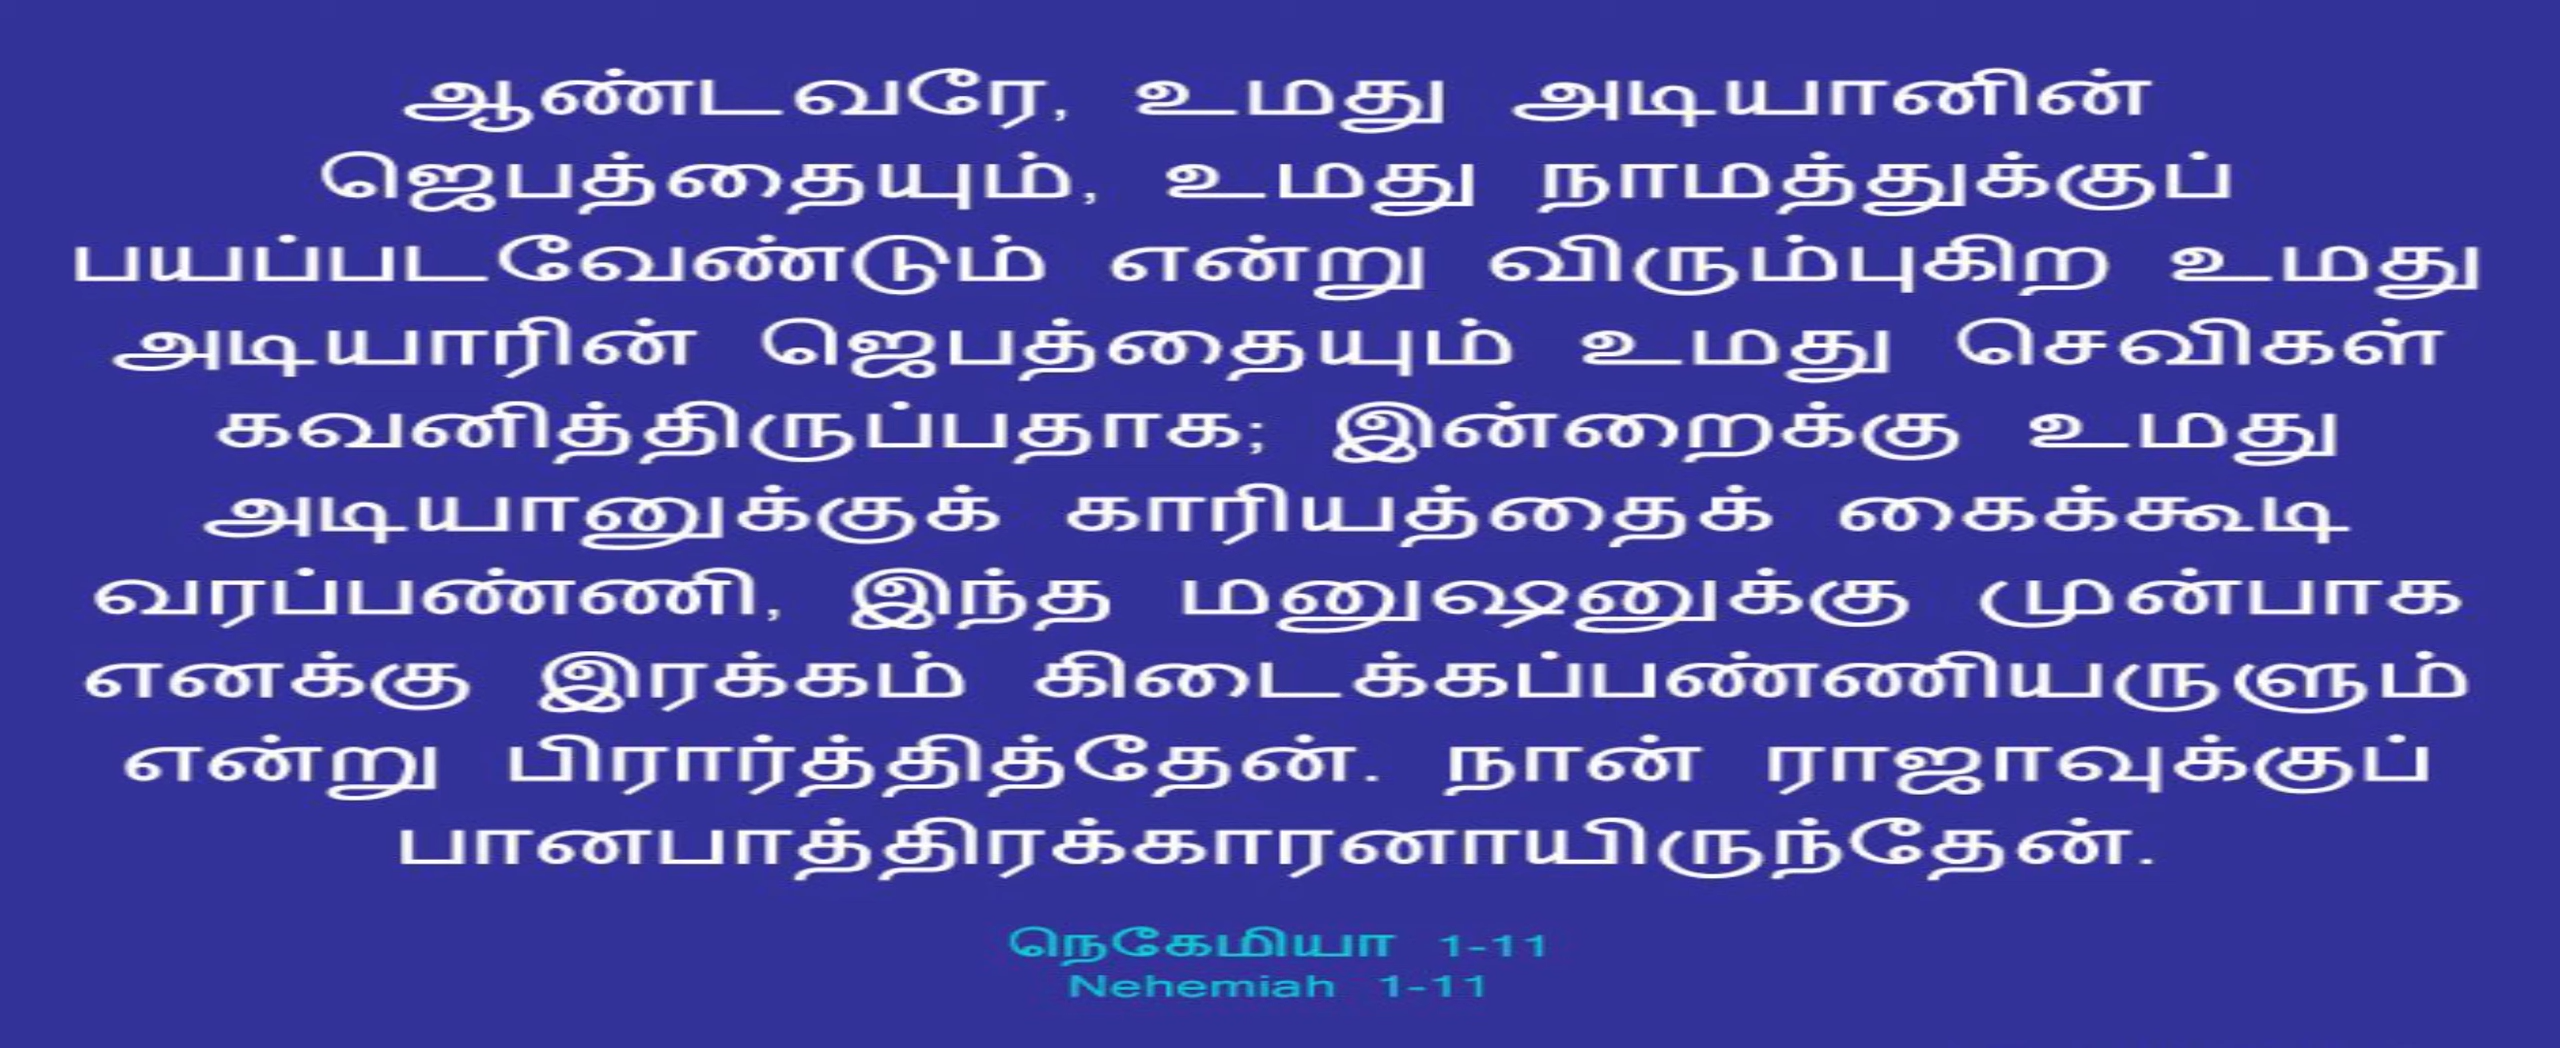 ஆண்டவரே, உமது அடியானின்
ஜெபத்தையும், உமது நாமத்துக்குப்
பயப்படவேண்டும் என்று விரும்புகிற உமது
அடியாரின் ஜெபத்தையும் உமது செவிகள்
கவனித்திருப்பதாக; இன்றைக்கு உமது
அடியானுக்குக் காரியத்தைக் கைக்கூடி
வரப்பண்ணி, இந்த மனுஷனுக்கு முன்பாக
எனக்கு இரக்கம் கிடைக்கப்பண்ணியருளும்
என்று பிரார்த்தித்தேன். நான் ராஜாவுக்குப்
பானபாத்திரக்காரனாயிருந்தேன்.
நெகேமியா 1-11
Nehemiah 1-11